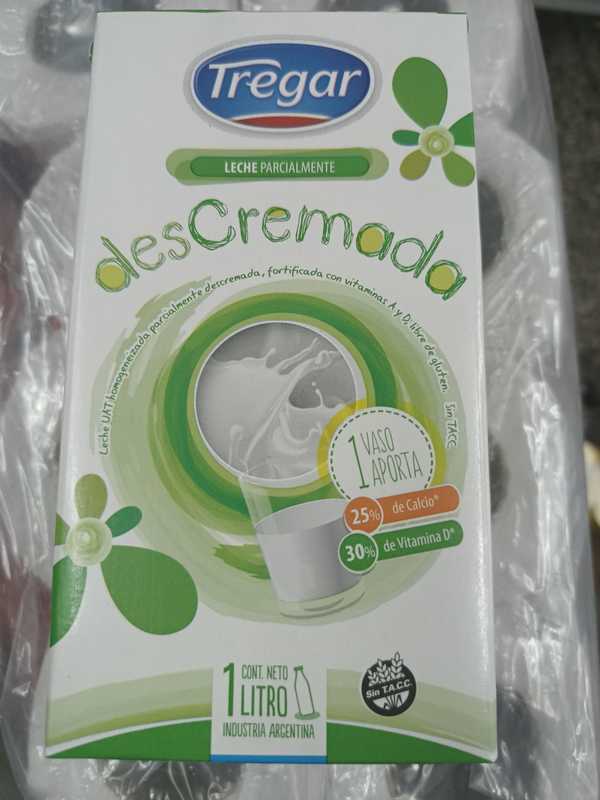 Tregar
LECHE PARCIALMENTE
desCremada
Leche UAT homogeneizada parcialmente descremada, fortificada con vitaminas A y D, libre de gluten. Sin TACC
1 VASO
APORTA
25% de Calcio*
30% de Vitamina D*
CONT. NETO
1 LITRO
INDUSTRIA ARGENTINA
Sin T.A.C.C.